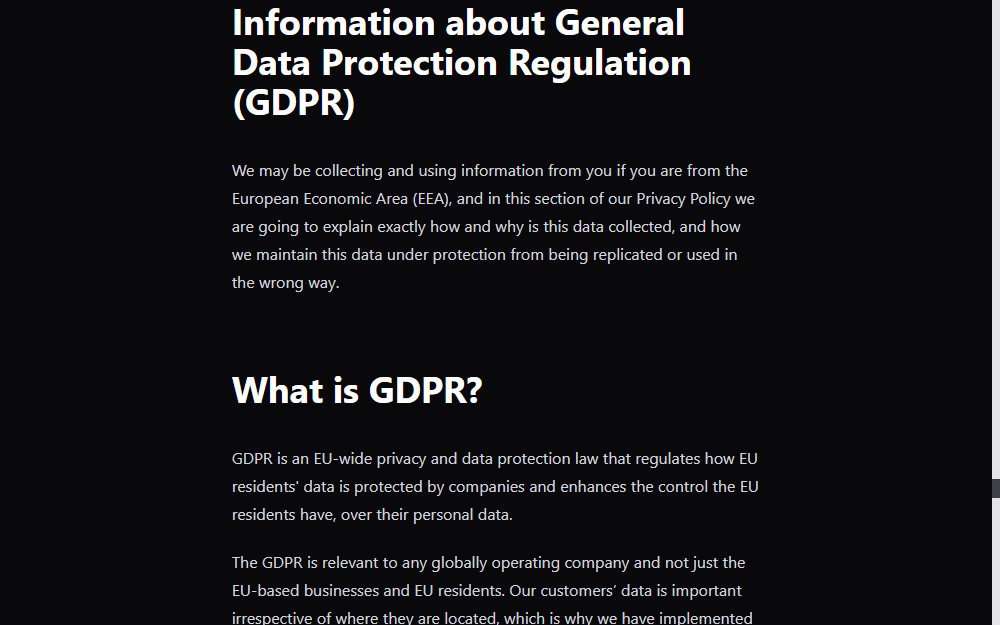 Information about General
Data Protection Regulation
(GDPR)
We may be collecting and using information from you if you are from the
European Economic Area (EEA), and in this section of our Privacy Policy we
are going to explain exactly how and why is this data collected, and how
we maintain this data under protection from being replicated or used in
the wrong way.
What is GDPR?
GDPR is an EU-wide privacy and data protection law that regulates how EU
residents' data is protected by companies and enhances the control the EU
residents have, over their personal data.
The GDPR is relevant to any globally operating company and not just the
EU-based businesses and EU residents. Our customers’ data is important
irrespective of where they are located, which is why we have implemented